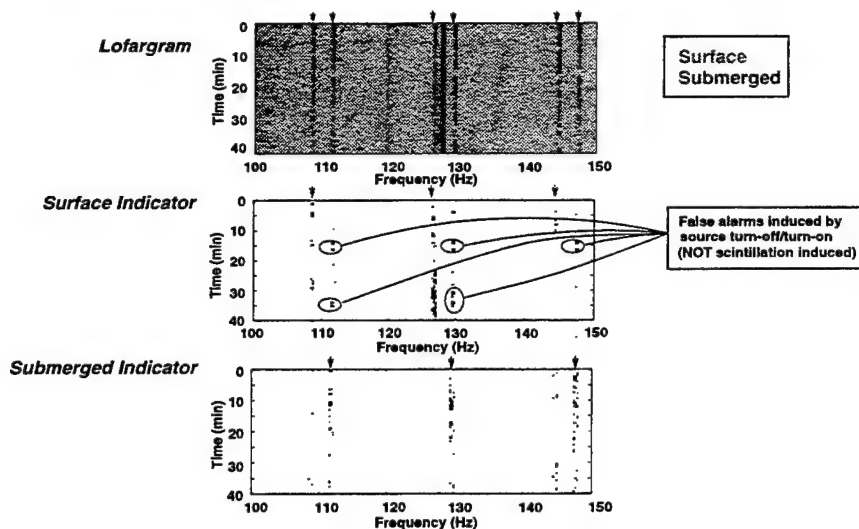 Lofargram
Time (min)
0
10
20
30
40
100
110
120
129
140
150
Frequency (Hz)
Surface
Submerged
Surface Indicator
Time (min)
0
10
20
30
40
100
110
120
130
140
150
Frequency (Hz)
False alarms induced by
source turn-off/turn-on
(NOT scintillation induced)
Submerged Indicator
Time (min)
0
10
20
30
40
100
110
120
130
140
150
Frequency (Hz)